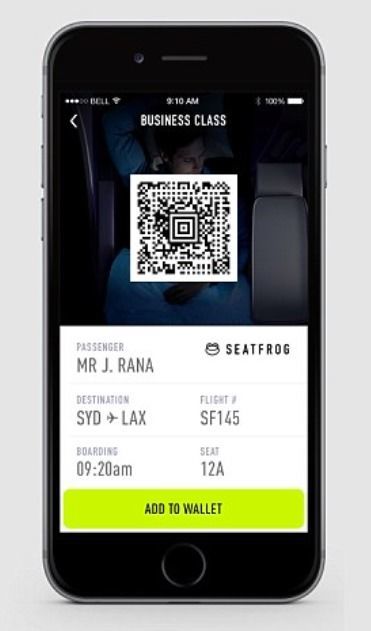 BELL 9:10 AM 100%
BUSINESS CLASS
PASSENGER
MR J. RANA
SEATFROG
DESTINATION FLIGHT #
SYD ✈ LAX SF145
BOARDING SEAT
09:20am 12A
ADD TO WALLET